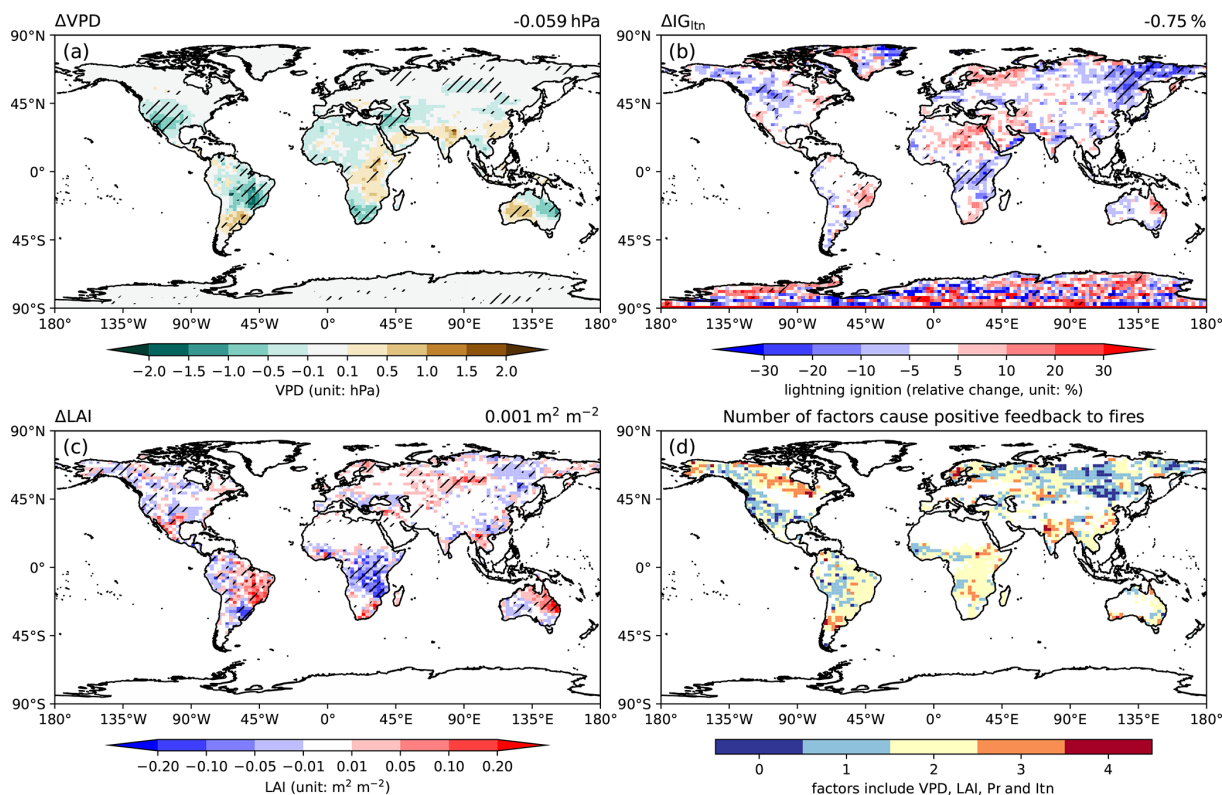 ΔVPD -0.059 hPa
(a)
90°N
45°N
0°
45°S
90°S
180° 135°W 90°W 45°W 0° 45°E 90°E 135°E 180°
−2.0 −1.5 −1.0 −0.5 −0.1 0.1 0.5 1.0 1.5 2.0
VPD (unit: hPa)
ΔIGltn -0.75 %
(b)
90°N
45°N
0°
45°S
90°S
180° 135°W 90°W 45°W 0° 45°E 90°E 135°E 180°
−30 −20 −10 −5 5 10 20 30
lightning ignition (relative change, unit: %)
ΔLAI 0.001 m² m⁻²
(c)
90°N
45°N
0°
45°S
90°S
180° 135°W 90°W 45°W 0° 45°E 90°E 135°E 180°
−0.20 −0.10 −0.05 −0.01 0.01 0.05 0.10 0.20
LAI (unit: m² m⁻²)
Number of factors cause positive feedback to fires
(d)
90°N
45°N
0°
45°S
90°S
180° 135°W 90°W 45°W 0° 45°E 90°E 135°E 180°
0 1 2 3 4
factors include VPD, LAI, Pr and ltn